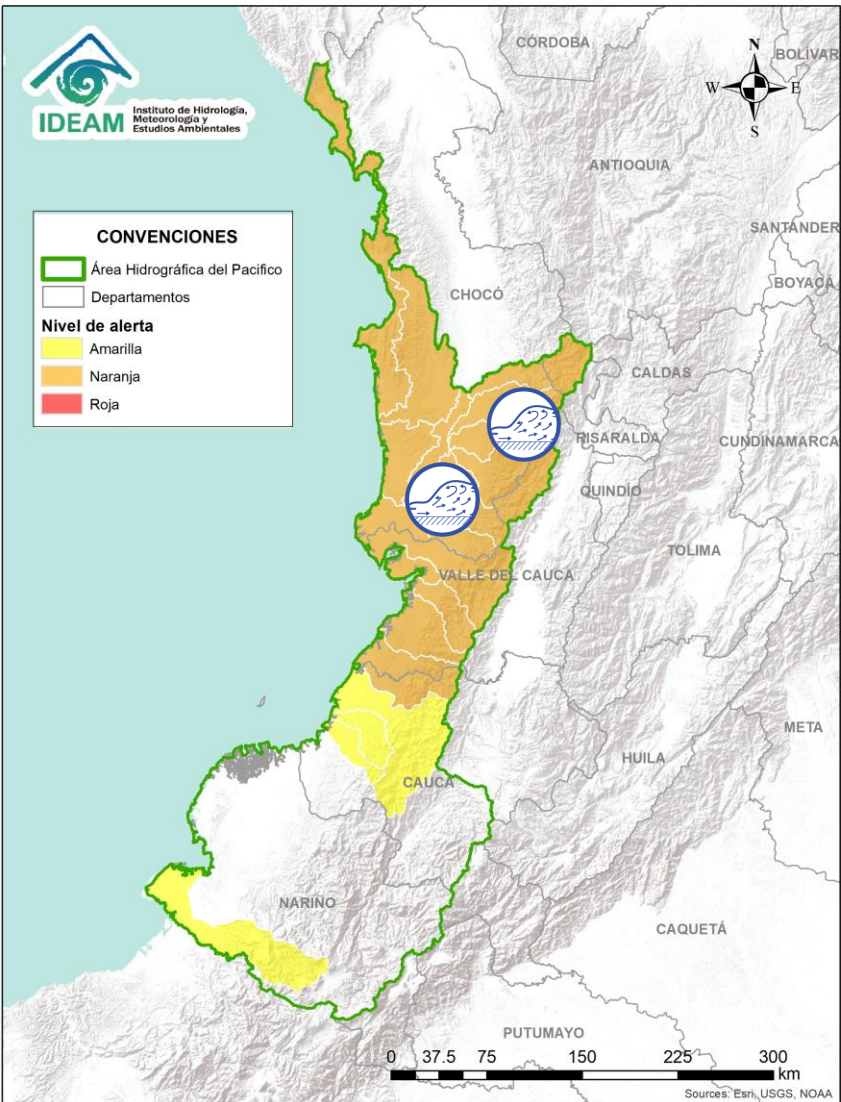 IDEAM
Instituto de Hidrología,
Meteorología y
Estudios Ambientales
CÓRDOBA
BOLÍVAR
N
W
E
S
ANTIOQUIA
SANTANDER
BOYACÁ
CONVENCIONES
Área Hidrográfica del Pacifico
Departamentos
Nivel de alerta
Amarilla
Naranja
Roja
CHOCÓ
CALDAS
RISARALDA
CUNDINAMARCA
QUINDÍO
TOLIMA
VALLE DEL CAUCA
META
HUILA
CAUCA
NARIÑO
CAQUETÁ
PUTUMAYO
0 37.5 75 150 225 300
km
Sources: Esri, USGS, NOAA